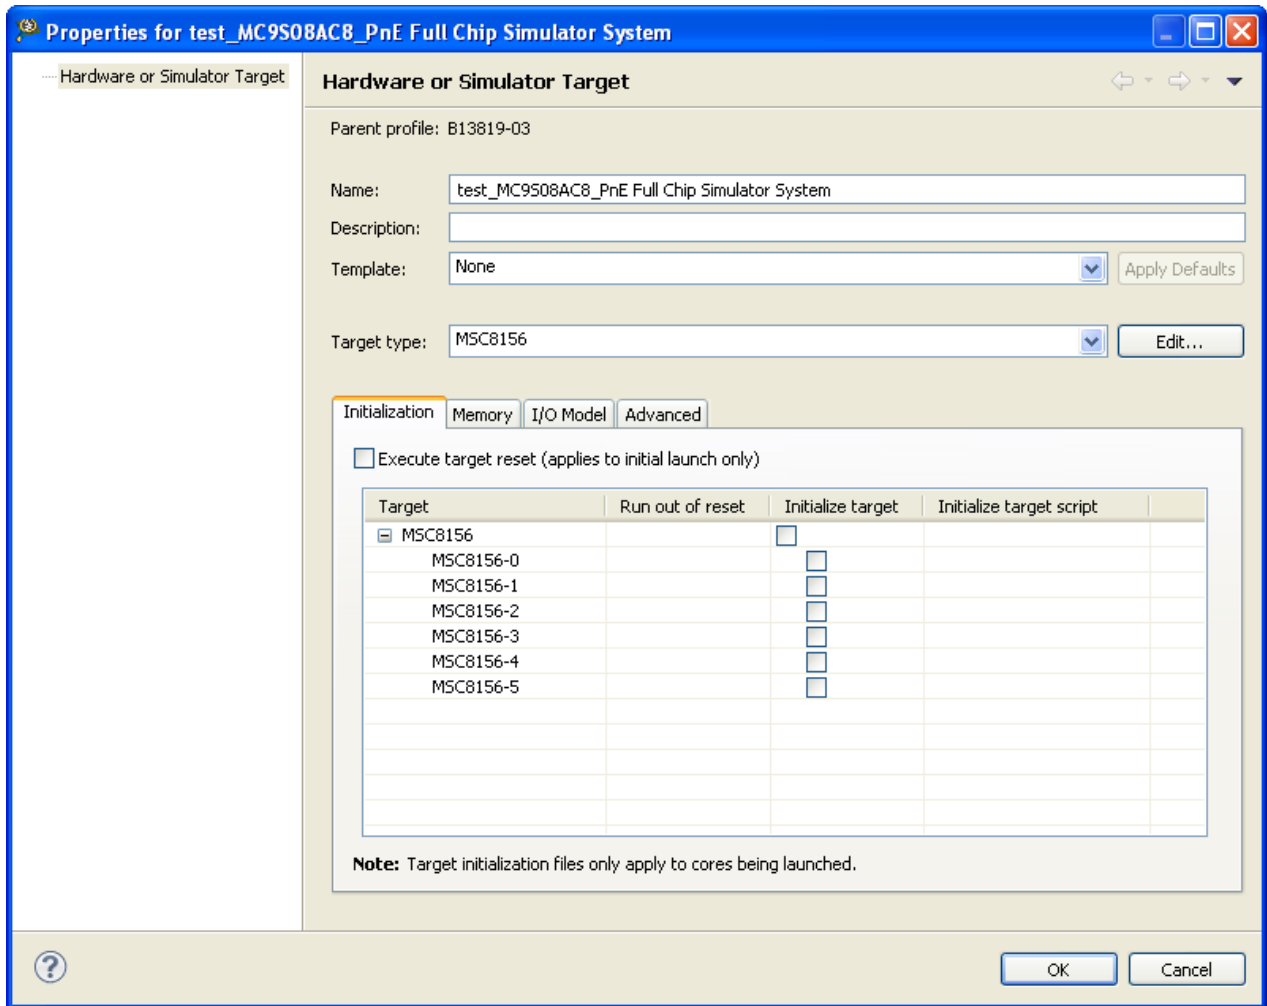 Properties for test_MC9S08AC8_PnE Full Chip Simulator System
Hardware or Simulator Target
Hardware or Simulator Target
Parent profile: B13819-03
Name: test_MC9S08AC8_PnE Full Chip Simulator System
Description:
Template: None Apply Defaults
Target type: MSC8156 Edit...
Initialization Memory I/O Model Advanced
Execute target reset (applies to initial launch only)
Target Run out of reset Initialize target Initialize target script
MSC8156
MSC8156-0
MSC8156-1
MSC8156-2
MSC8156-3
MSC8156-4
MSC8156-5
Note: Target initialization files only apply to cores being launched.
? OK Cancel